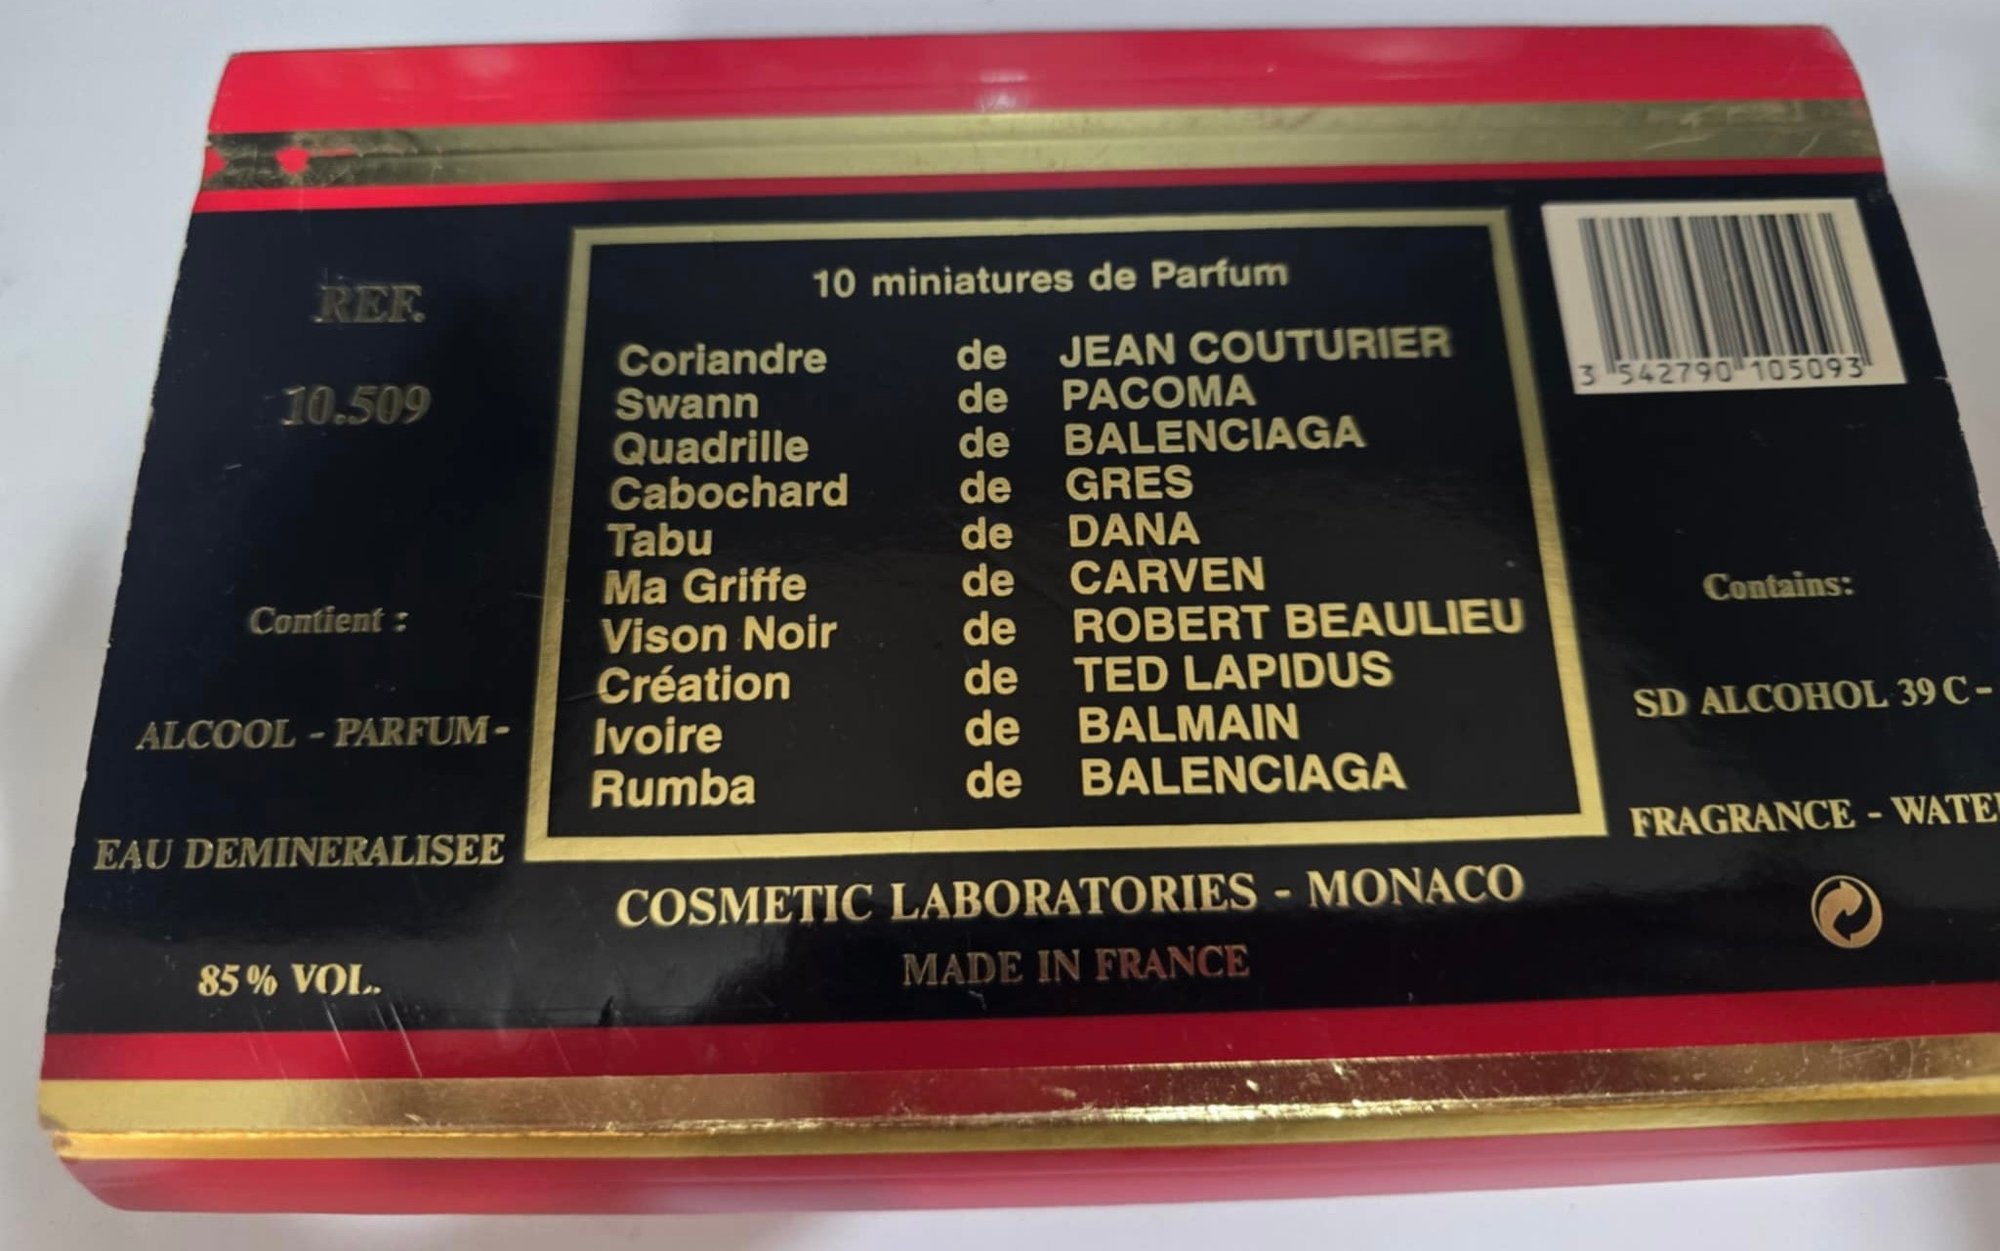 REF.
10.509
Contient :
ALCOOL - PARFUM -
EAU DEMINERALISEE
85% VOL.
10 miniatures de Parfum
Coriandre de JEAN COUTURIER
Swann de PACOMA
Quadrille de BALENCIAGA
Cabochard de GRES
Tabu de DANA
Ma Griffe de CARVEN
Vison Noir de ROBERT BEAULIEU
Création de TED LAPIDUS
Ivoire de BALMAIN
Rumba de BALENCIAGA
COSMETIC LABORATORIES - MONACO
MADE IN FRANCE
3 542790 105093
Contains:
SD ALCOHOL 39 C -
FRAGRANCE -